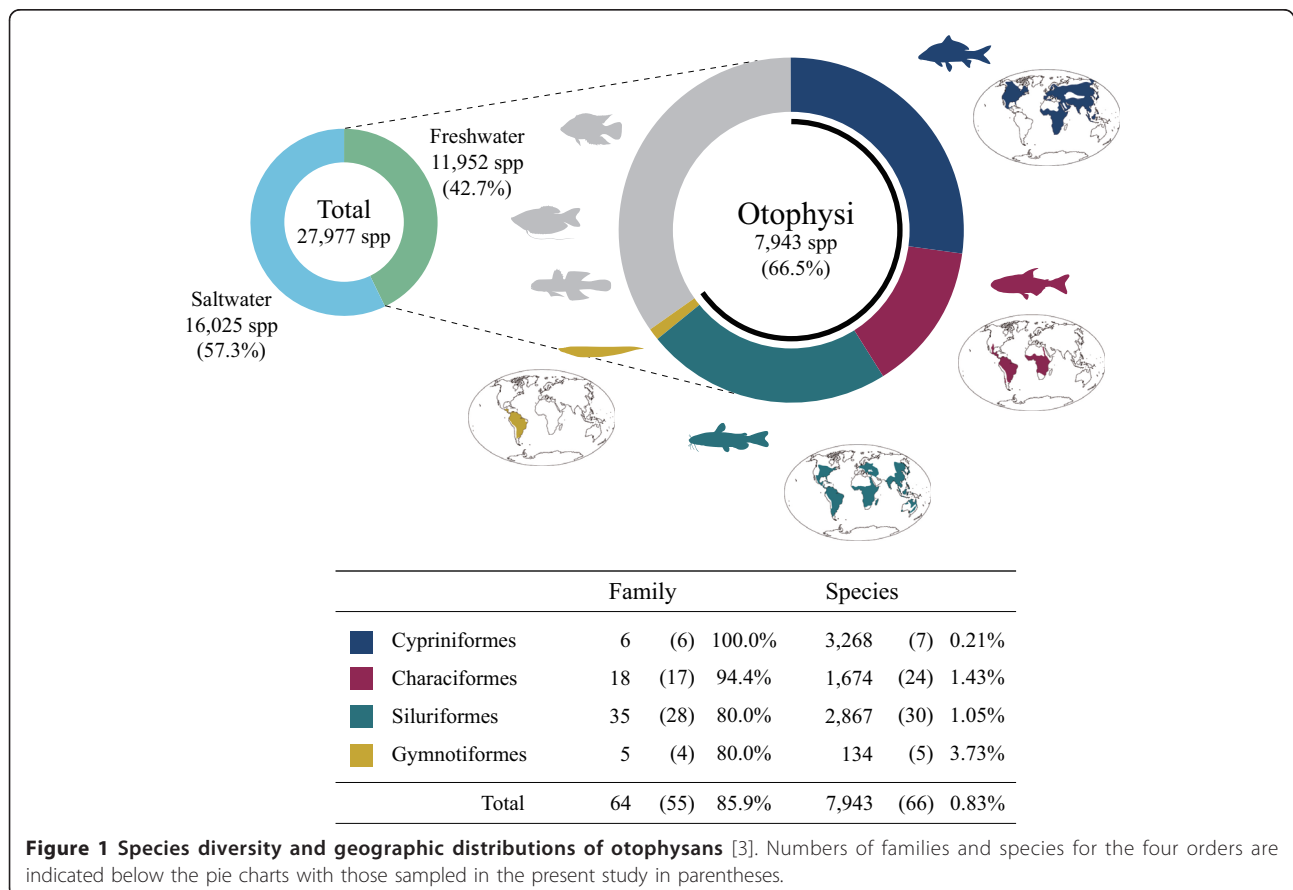 Freshwater
11,952 spp
(42.7%)
Total
27,977 spp
Saltwater
16,025 spp
(57.3%)
Otophysi
7,943 spp
(66.5%)
Family Species
Cypriniformes 6 (6) 100.0% 3,268 (7) 0.21%
Characiformes 18 (17) 94.4% 1,674 (24) 1.43%
Siluriformes 35 (28) 80.0% 2,867 (30) 1.05%
Gymnotiformes 5 (4) 80.0% 134 (5) 3.73%
Total 64 (55) 85.9% 7,943 (66) 0.83%
Figure 1 Species diversity and geographic distributions of otophysans [3]. Numbers of families and species for the four orders are
indicated below the pie charts with those sampled in the present study in parentheses.